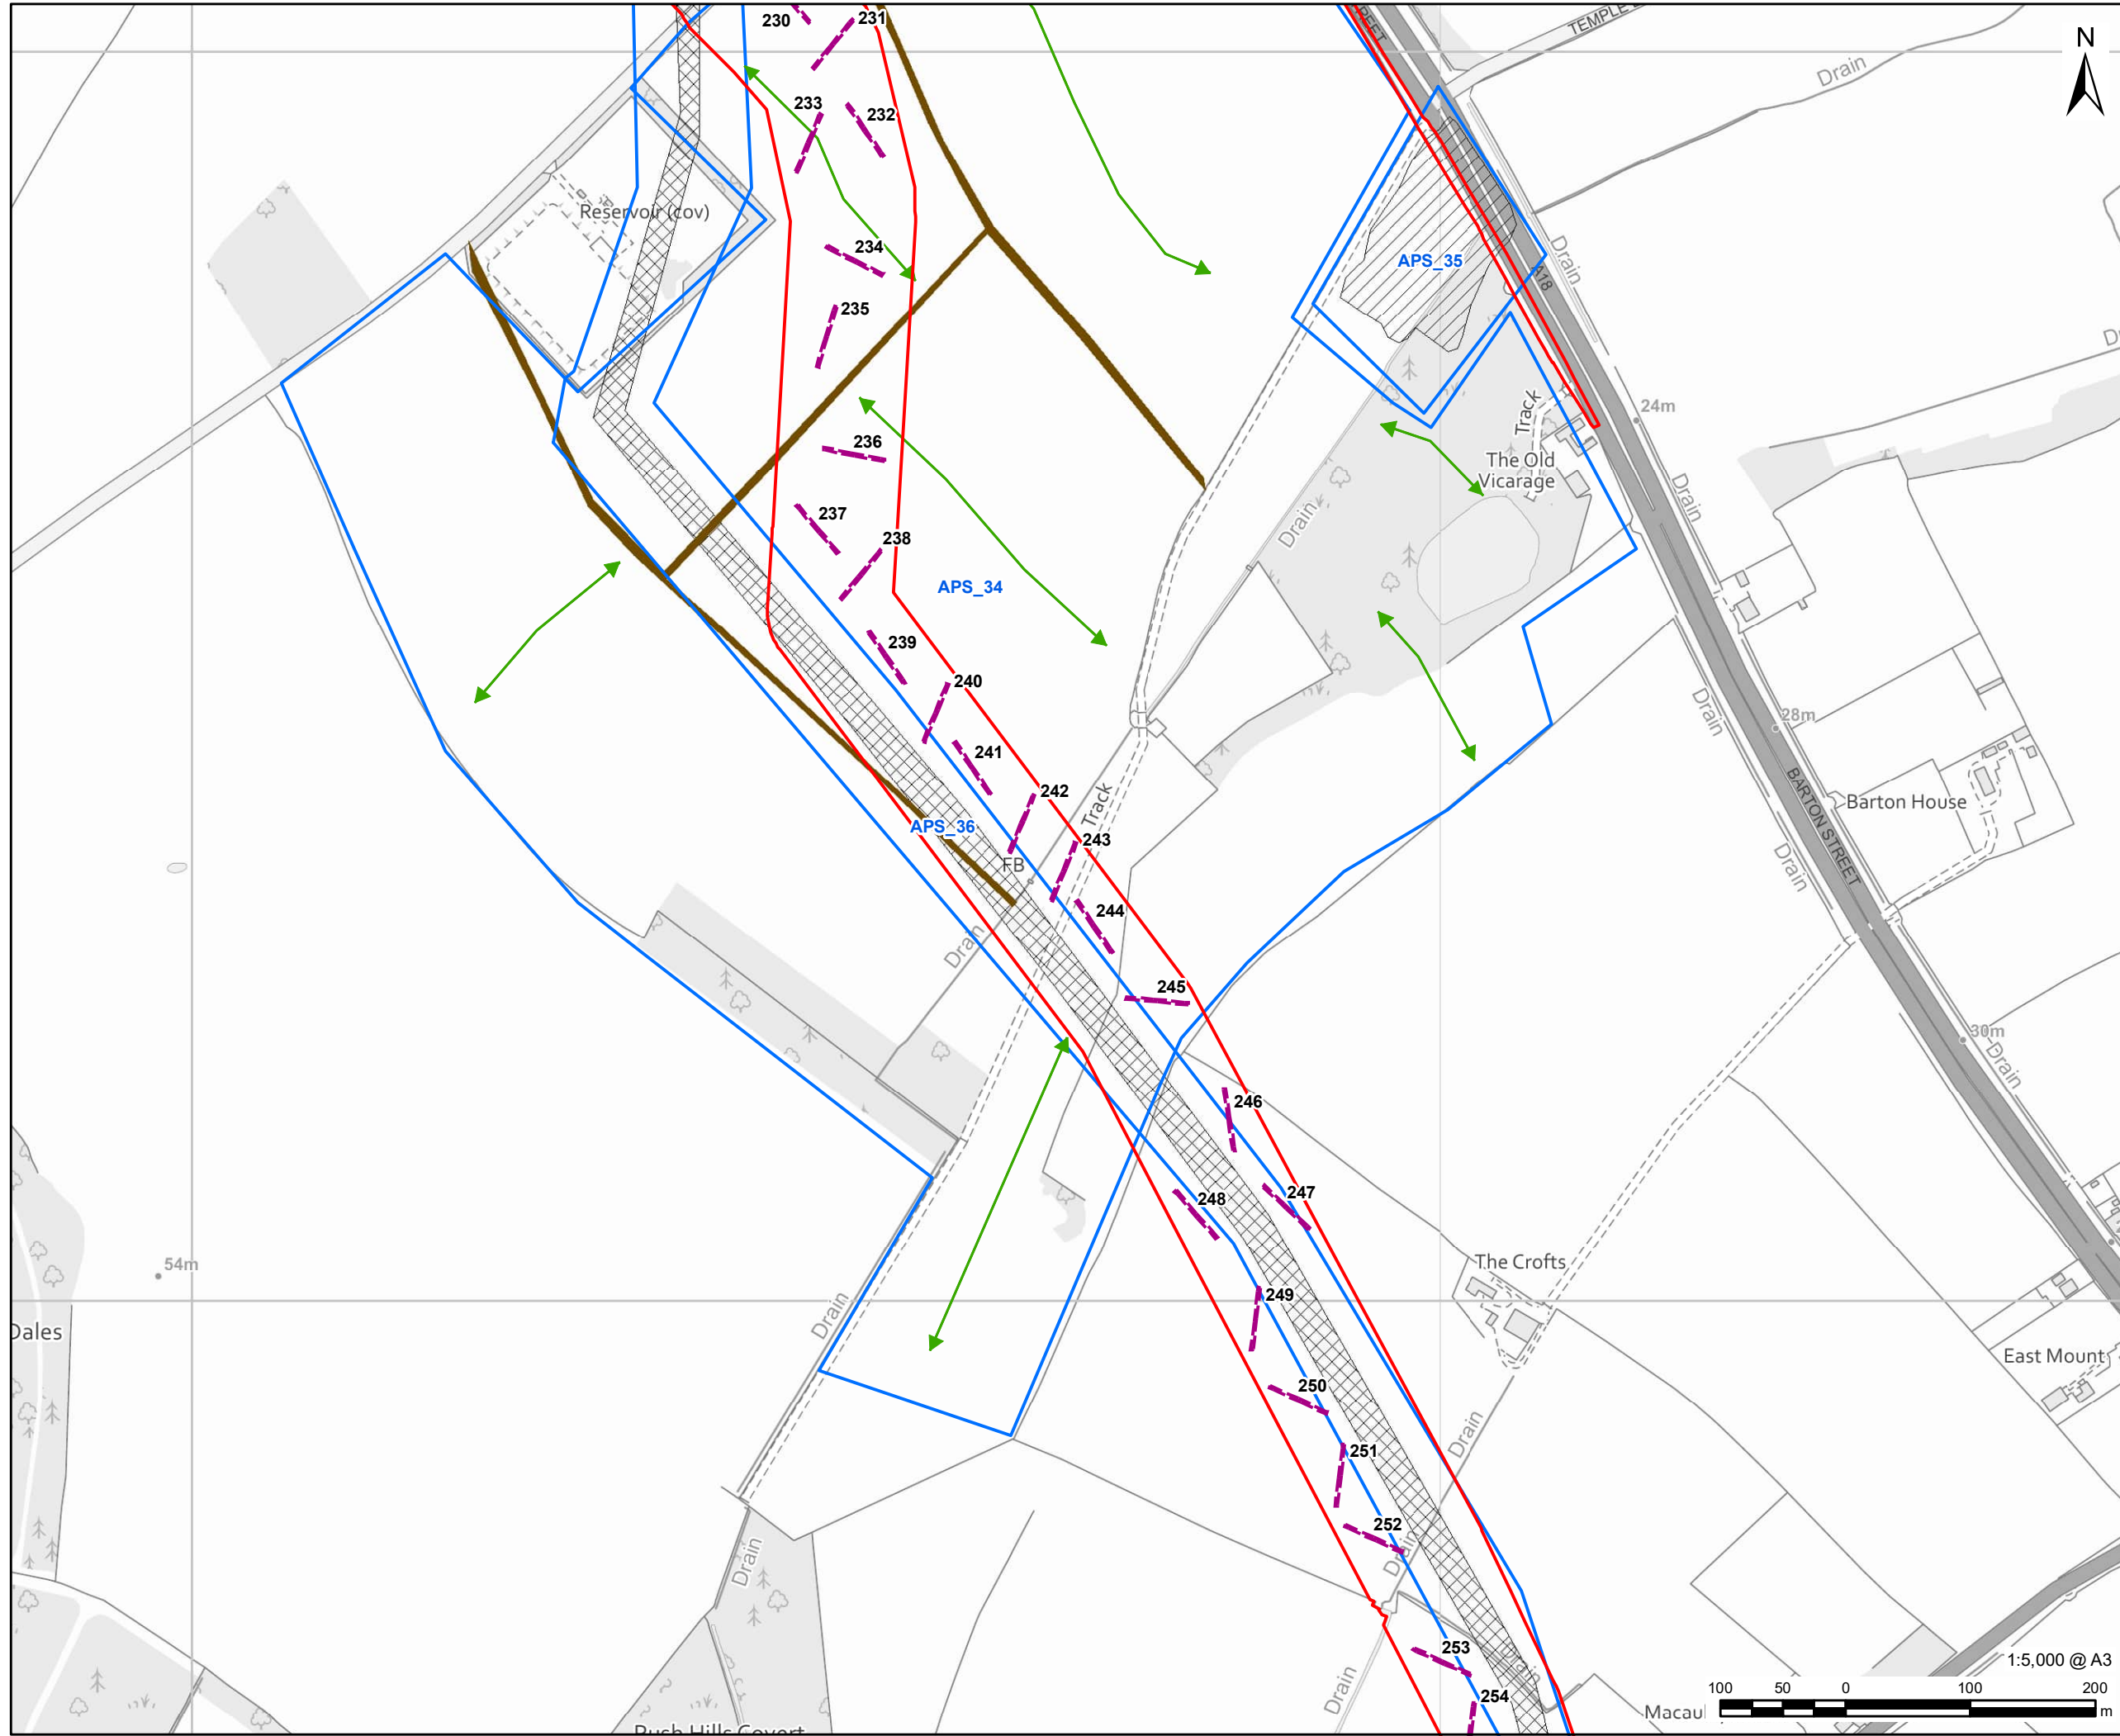 230
231
TEMPLE
N
Drain
233
232
Reservoir (cov)
234
APS_35
Drain
A18
235
24m
236
Track
The Old
Vicarage
237
238
Drain
Drain
APS_34
239
240
Drain
28m
241
242
Track
BARTON STREET
Barton House
APS_36
243
FB
Drain
244
Drain
245
30m
Drain
246
247
248
54m
The Crofts
249
Drain
Dales
East Mount
250
Drain
251
252
Drain
Drain
253
Drain
1:5,000 @ A3
254
Drain
100 50 0 100 200
m
Macaul
Rush Hills Covert